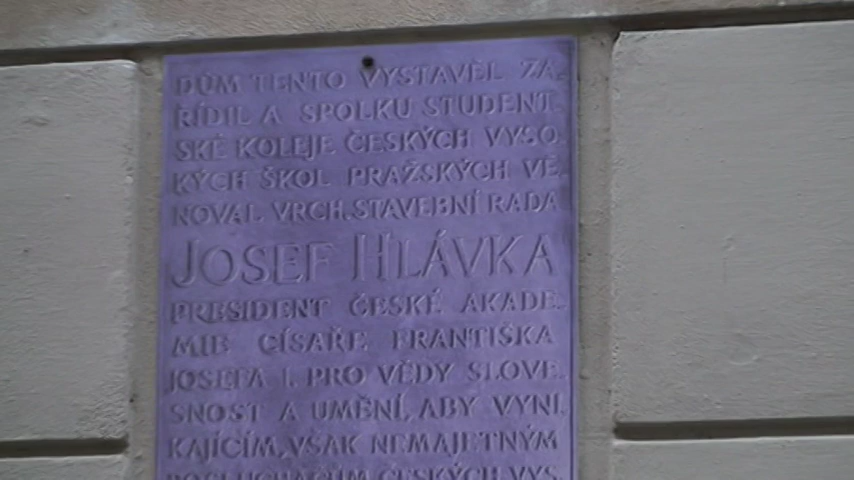 DŮM TENTO VYSTAVĚL ZA-
ŘÍDIL A SPOLKU STUDENT-
SKÉ KOLEJE ČESKÝCH VYSO-
KÝCH ŠKOL PRAŽSKÝCH VĚ-
NOVAL VRCH. STAVEBNÍ RADA
JOSEF HLÁVKA
PRESIDENT ČESKÉ AKADE-
MIE CÍSAŘE FRANTIŠKA
JOSEFA I. PRO VĚDY SLOVE-
SNOST A UMĚNÍ, ABY VYNI-
KAJÍCÍM, VŠAK NEMAJETNÝM
POSLUCHAČŮM ČESKÝCH VYS-